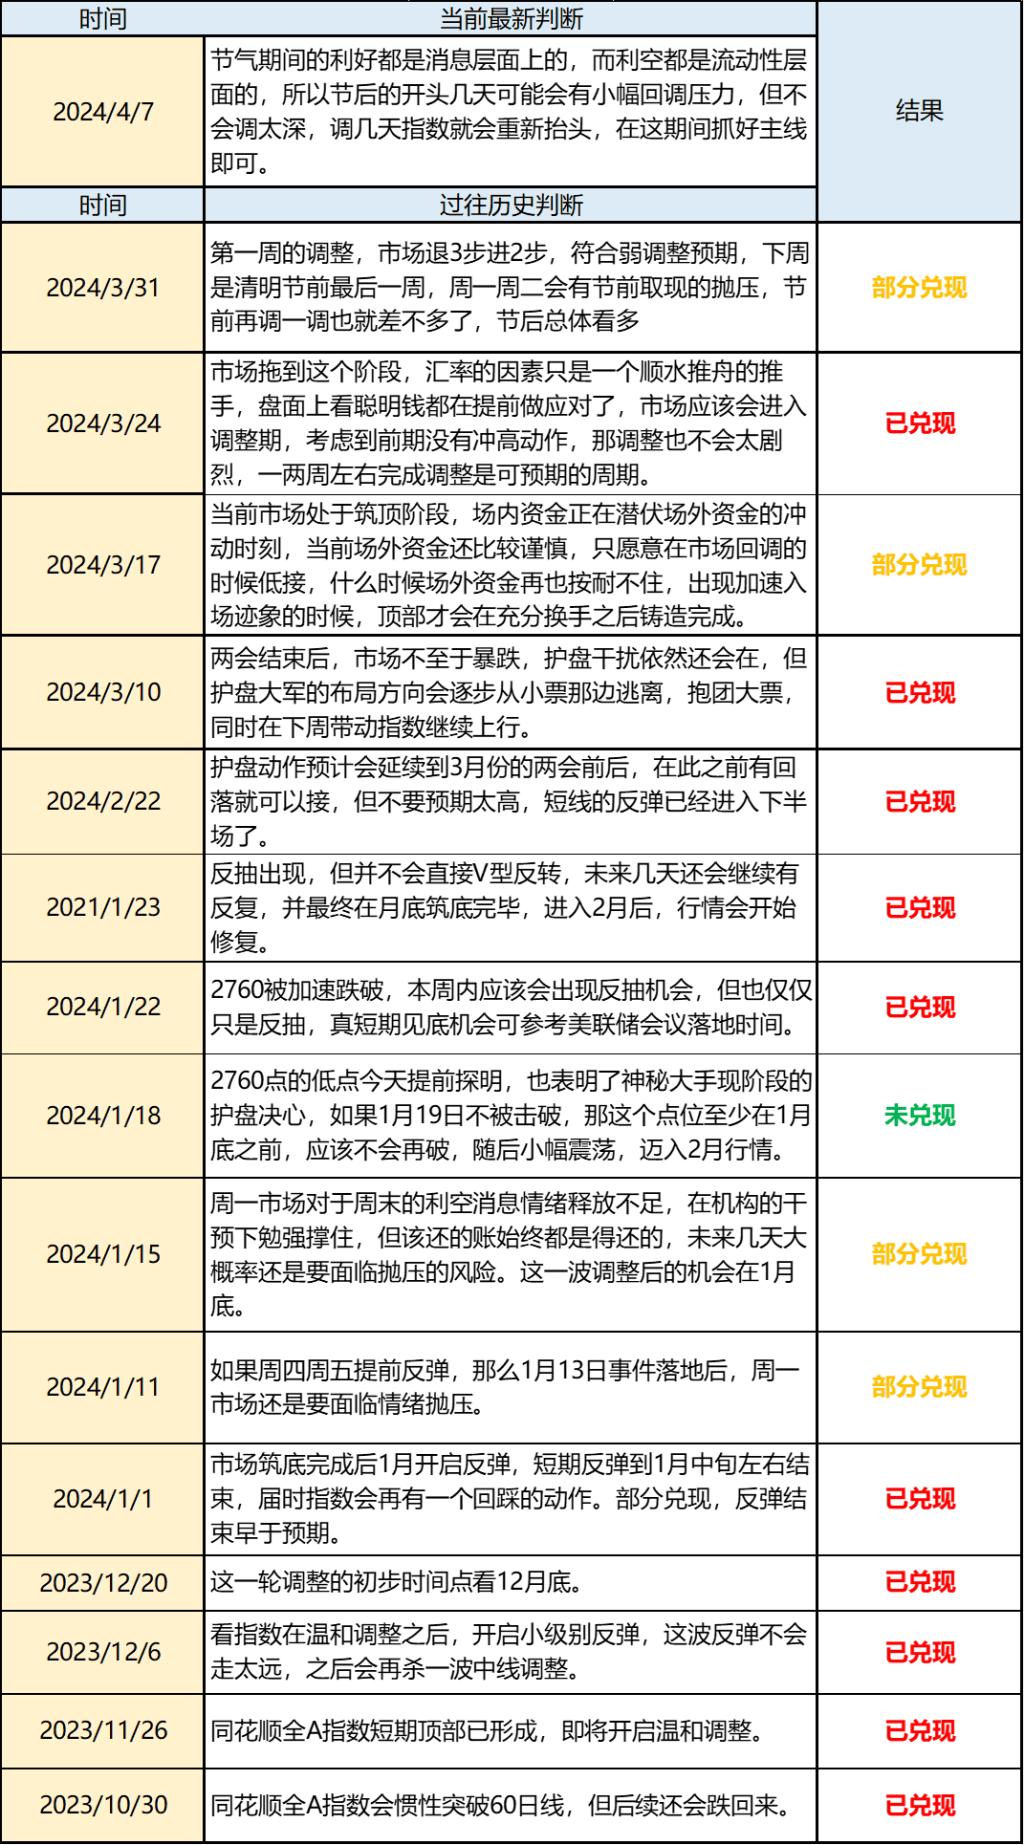 时间
当前最新判断
结果
2024/4/7
节气期间的利好都是消息层面上的，而利空都是流动性层
面的，所以节后的开头几天可能会有小幅回调压力，但不
会调太深，调几天指数就会重新抬头，在这期间抓好主线
即可。
时间
过往历史判断
2024/3/31
第一周的调整，市场退3步进2步，符合弱调整预期，下周
是清明节前最后一周，周一周二会有节前取现的抛压，节
前再调一调也就差不多了，节后总体看多
部分兑现
2024/3/24
市场拖到这个阶段，汇率的因素只是一个顺水推舟的推
手，盘面上看聪明钱都在提前做应对了，市场应该会进入
调整期，考虑到前期没有冲高动作，那调整也不会太剧
烈，一两周左右完成调整是可预期的周期。
已兑现
2024/3/17
当前市场处于筑顶阶段，场内资金正在潜伏场外资金的冲
动时刻，当前场外资金还比较谨慎，只愿意在市场回调的
时候低接，什么时候场外资金再也按耐不住，出现加速入
场迹象的时候，顶部才会在充分换手之后铸造完成。
部分兑现
2024/3/10
两会结束后，市场不至于暴跌，护盘干扰依然还会在，但
护盘大军的布局方向会逐步从小票那边逃离，抱团大票，
同时在下周带动指数继续上行。
已兑现
2024/2/22
护盘动作预计会延续到3月份的两会前后，在此之前有回
落就可以接，但不要预期太高，短线的反弹已经进入下半
场了。
已兑现
2021/1/23
反抽出现，但并不会直接V型反转，未来几天还会继续有
反复，并最终在月底筑底完毕，进入2月后，行情会开始
修复。
已兑现
2024/1/22
2760被加速跌破，本周内应该会出现反抽机会，但也仅仅
只是反抽，真短期见底机会可参考美联储会议落地时间。
已兑现
2024/1/18
2760点的低点今天提前探明，也表明了神秘大手现阶段的
护盘决心，如果1月19日不被击破，那这个点位至少在1月
底之前，应该不会再破，随后小幅震荡，迈入2月行情。
未兑现
2024/1/15
周一市场对于周末的利空消息情绪释放不足，在机构的干
预下勉强撑住，但该还的账始终都是得还的，未来几天大
概率还是要面临抛压的风险。这一波调整后的机会在1月
底。
部分兑现
2024/1/11
如果周四周五提前反弹，那么1月13日事件落地后，周一
市场还是要面临情绪抛压。
部分兑现
2024/1/1
市场筑底完成后1月开启反弹，短期反弹到1月中旬左右结
束，届时指数会再有一个回踩的动作。部分兑现，反弹结
束早于预期。
已兑现
2023/12/20
这一轮调整的初步时间点看12月底。
已兑现
2023/12/6
看指数在温和调整之后，开启小级别反弹，这波反弹不会
走太远，之后会再杀一波中线调整。
已兑现
2023/11/26
同花顺全A指数短期顶部已形成，即将开启温和调整。
已兑现
2023/10/30
同花顺全A指数会惯性突破60日线，但后续还会跌回来。
已兑现